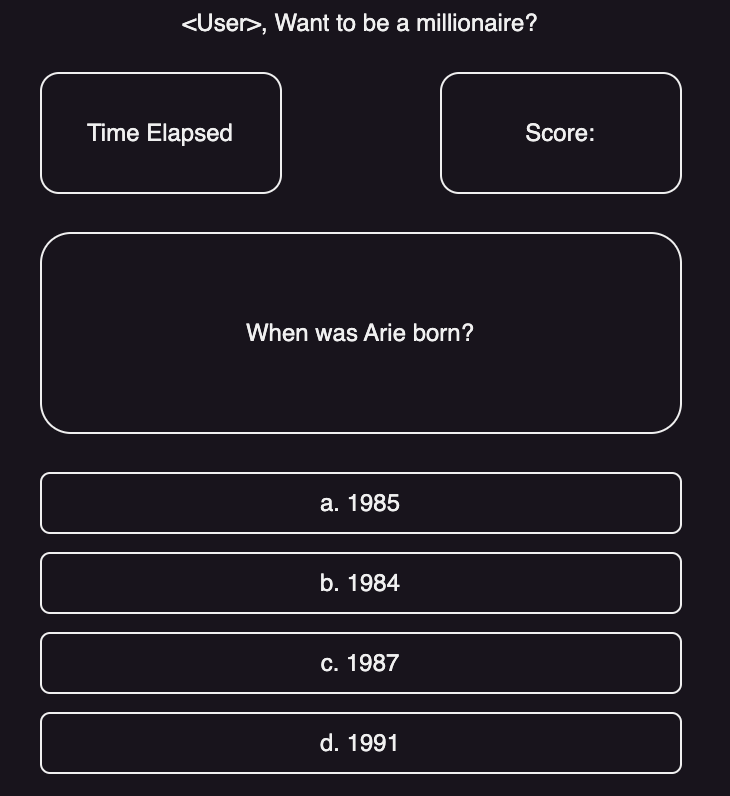 <User>, Want to be a millionaire?
Time Elapsed
Score:
When was Arie born?
a. 1985
b. 1984
c. 1987
d. 1991